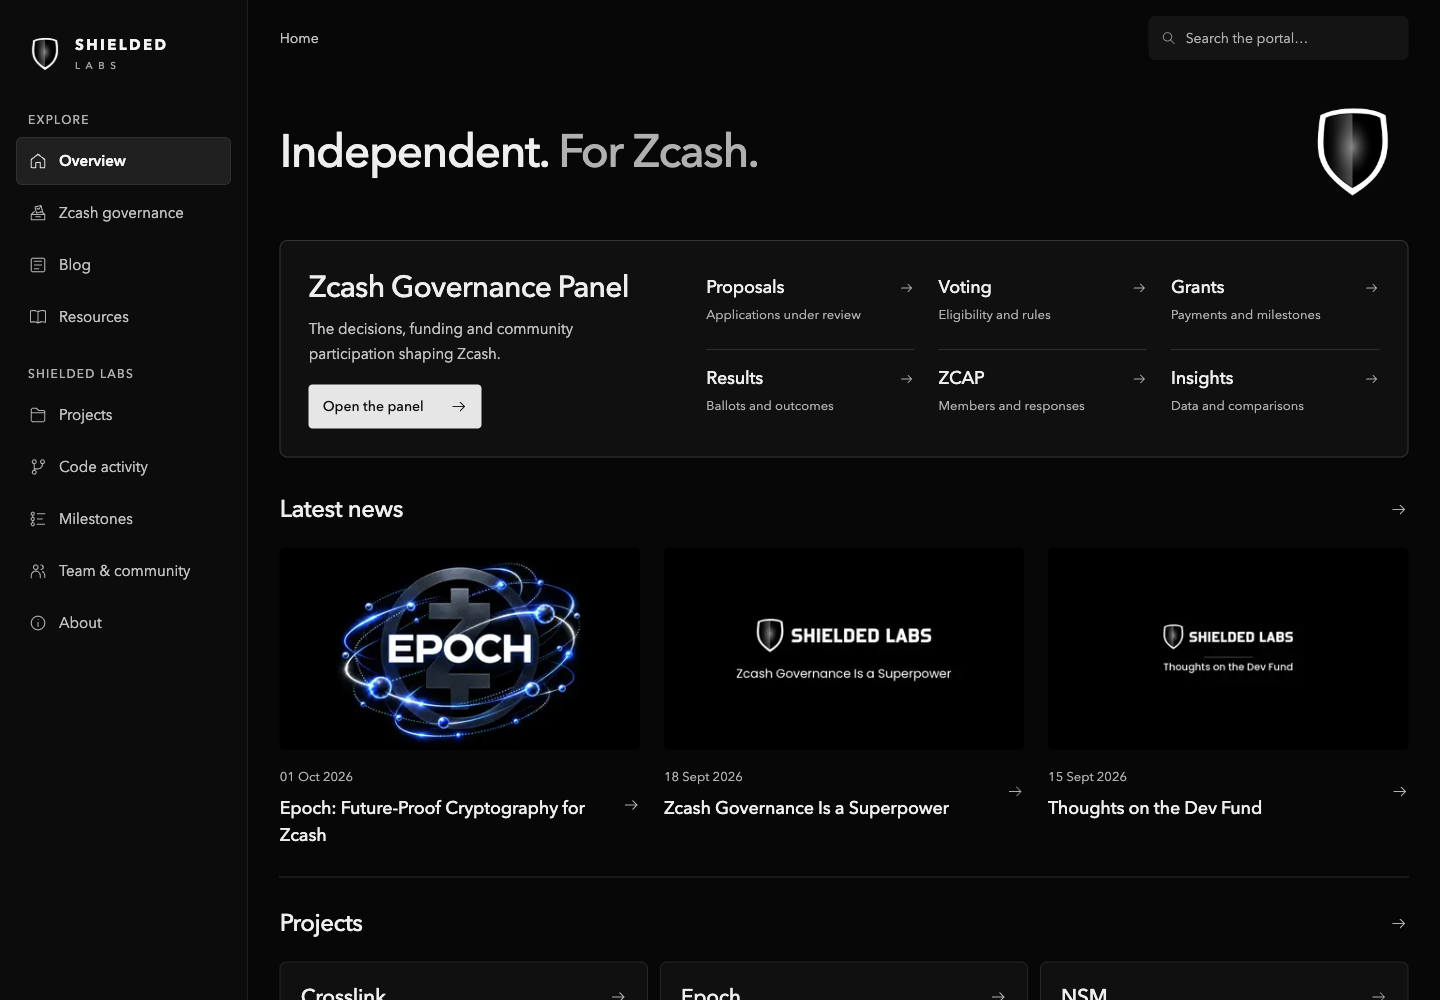 SHIELDED
LABS
EXPLORE
Overview
Zcash governance
Blog
Resources
SHIELDED LABS
Projects
Code activity
Milestones
Team & community
About
Home
Search the portal...
Independent. For Zcash.
Zcash Governance Panel
The decisions, funding and community
participation shaping Zcash.
Open the panel
Proposals
Applications under review
Voting
Eligibility and rules
Grants
Payments and milestones
Results
Ballots and outcomes
ZCAP
Members and responses
Insights
Data and comparisons
Latest news
EPOCH
01 Oct 2026
Epoch: Future-Proof Cryptography for
Zcash
SHIELDED LABS
Zcash Governance Is a Superpower
18 Sept 2026
Zcash Governance Is a Superpower
SHIELDED LABS
Thoughts on the Dev Fund
15 Sept 2026
Thoughts on the Dev Fund
Projects
Crosslink
Epoch
NSM